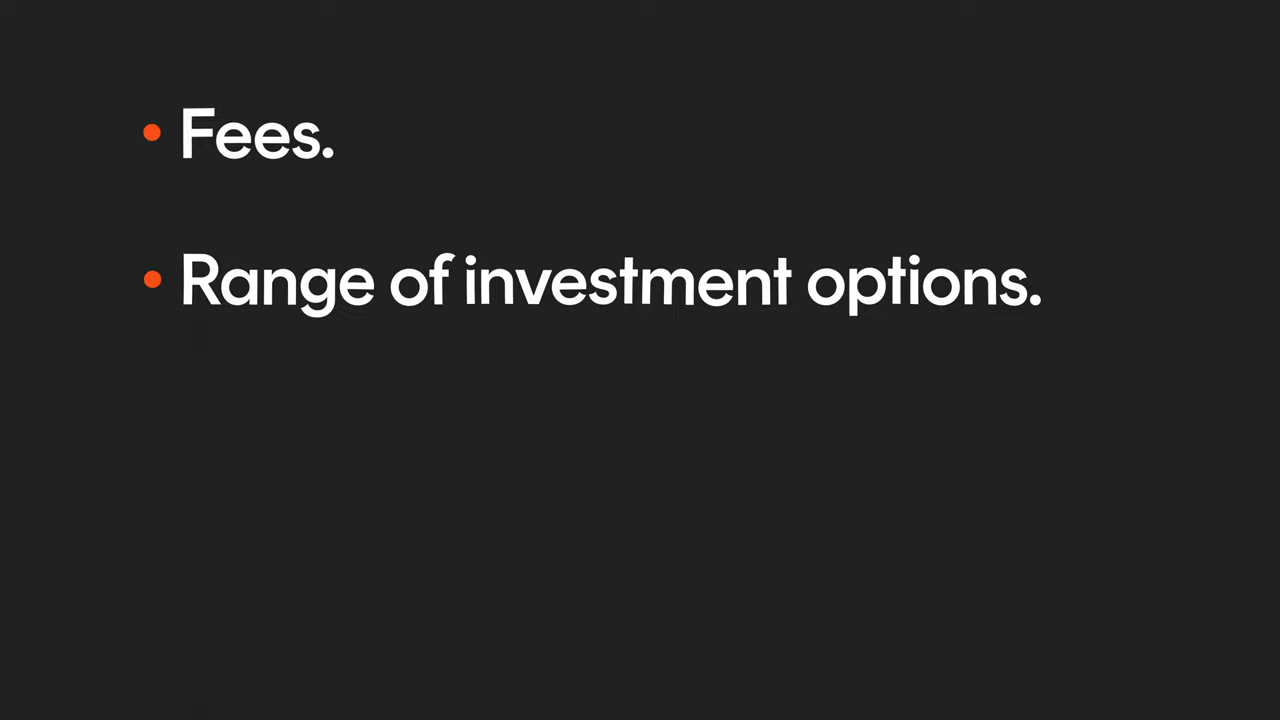 • Fees.
• Range of investment options.